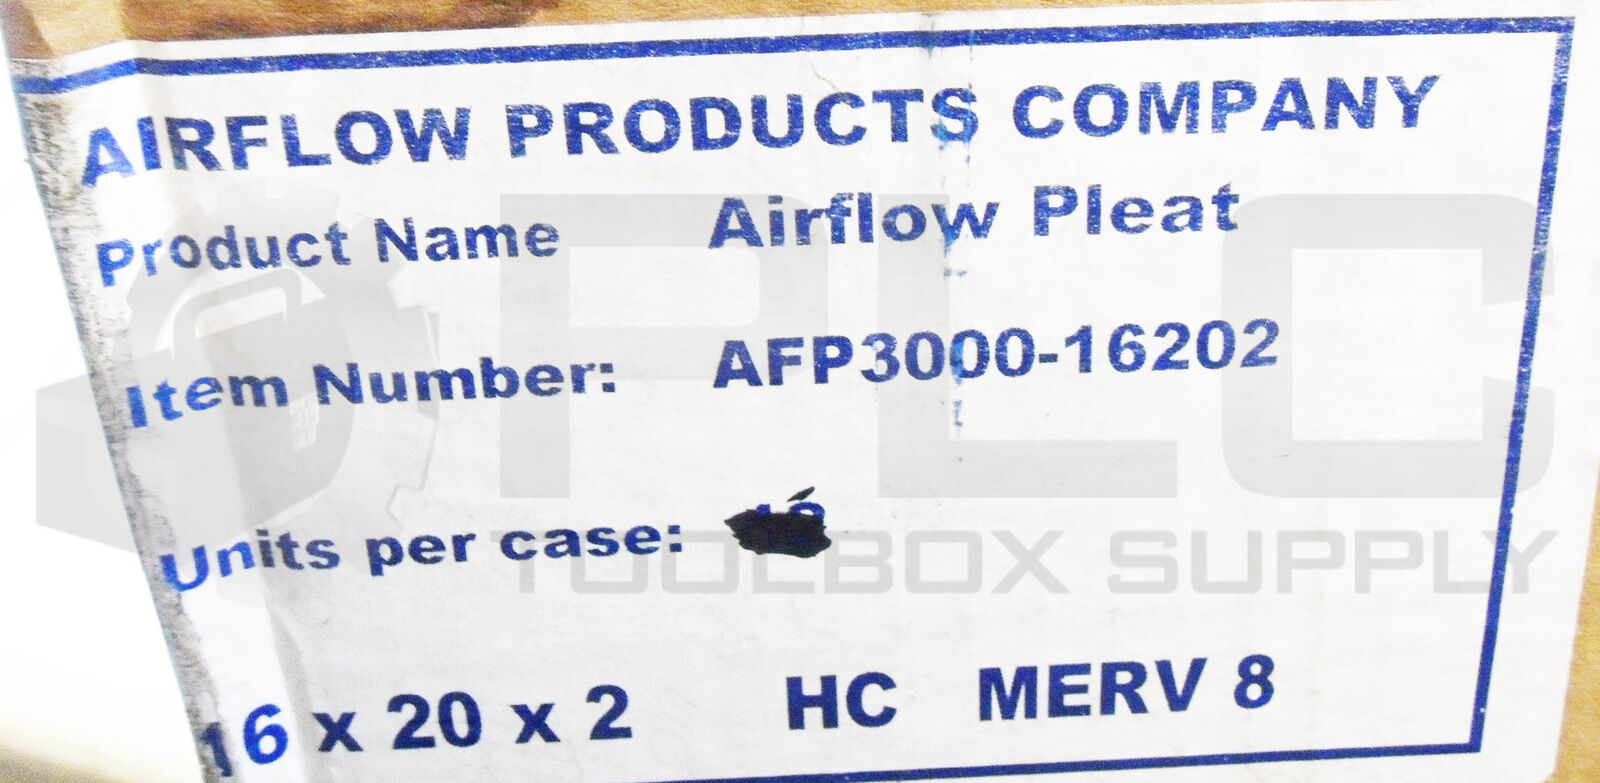 AIRFLOW PRODUCTS COMPANY
Product Name Airflow Pleat
Item Number: AFP3000-16202
Units per case:
16 x 20 x 2 HC MERV 8
PLC
TOOLBOX SUPPLY